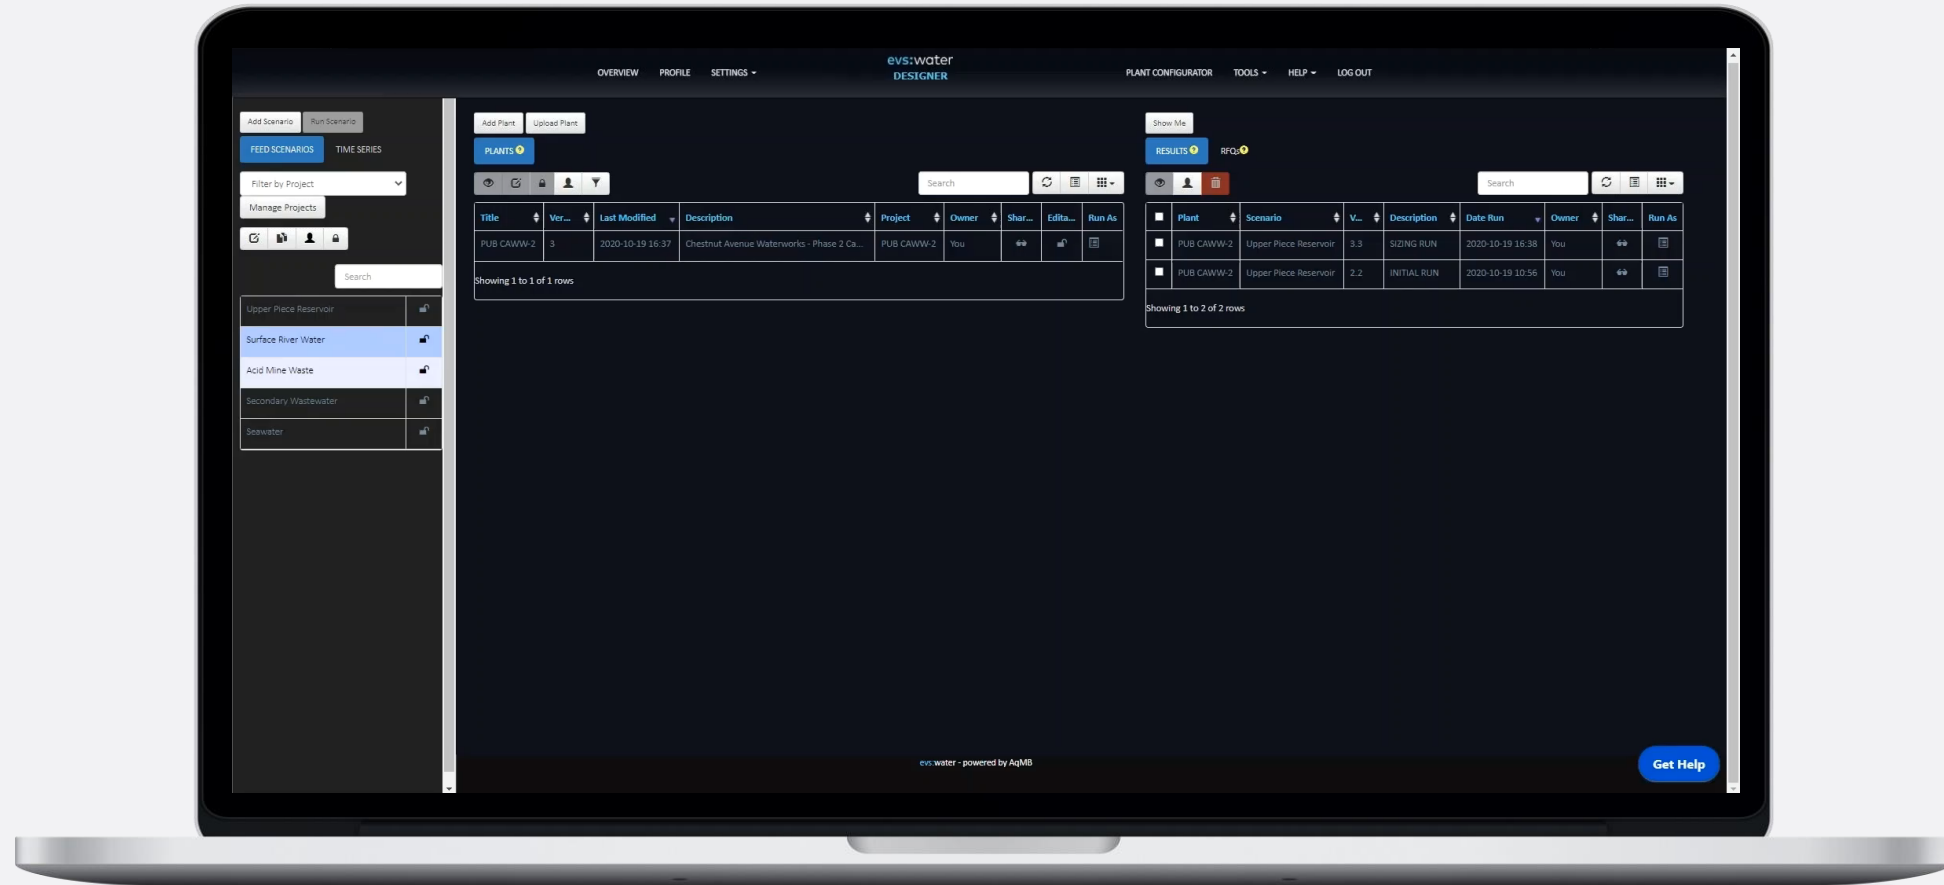 evs:water
DESIGNER
OVERVIEW PROFILE SETTINGS
PLANT CONFIGURATOR TOOLS HELP LOG OUT
Add Scenario Run Scenario
FEED SCENARIOS TIME SERIES
Filter by Project
Manage Projects
Search
Upper Piece Reservoir
Surface River Water
Acid Mine Waste
Secondary Wastewater
Seawater
Add Plant Upload Plant
PLANTS ?
Search
Title Ver... Last Modified Description Project Owner Shar... Edita... Run As
PUB CAWW-2 3 2020-10-19 16:37 Chestnut Avenue Waterworks - Phase 2 Ca... PUB CAWW-2 You
Showing 1 to 1 of 1 rows
Show Me
RESULTS ? RFQs ?
Search
Plant Scenario V... Description Date Run Owner Shar... Run As
PUB CAWW-2 Upper Piece Reservoir 3.3 SIZING RUN 2020-10-19 16:38 You
PUB CAWW-2 Upper Piece Reservoir 2.2 INITIAL RUN 2020-10-19 10:56 You
Showing 1 to 2 of 2 rows
evs:water - powered by AqMB
Get Help